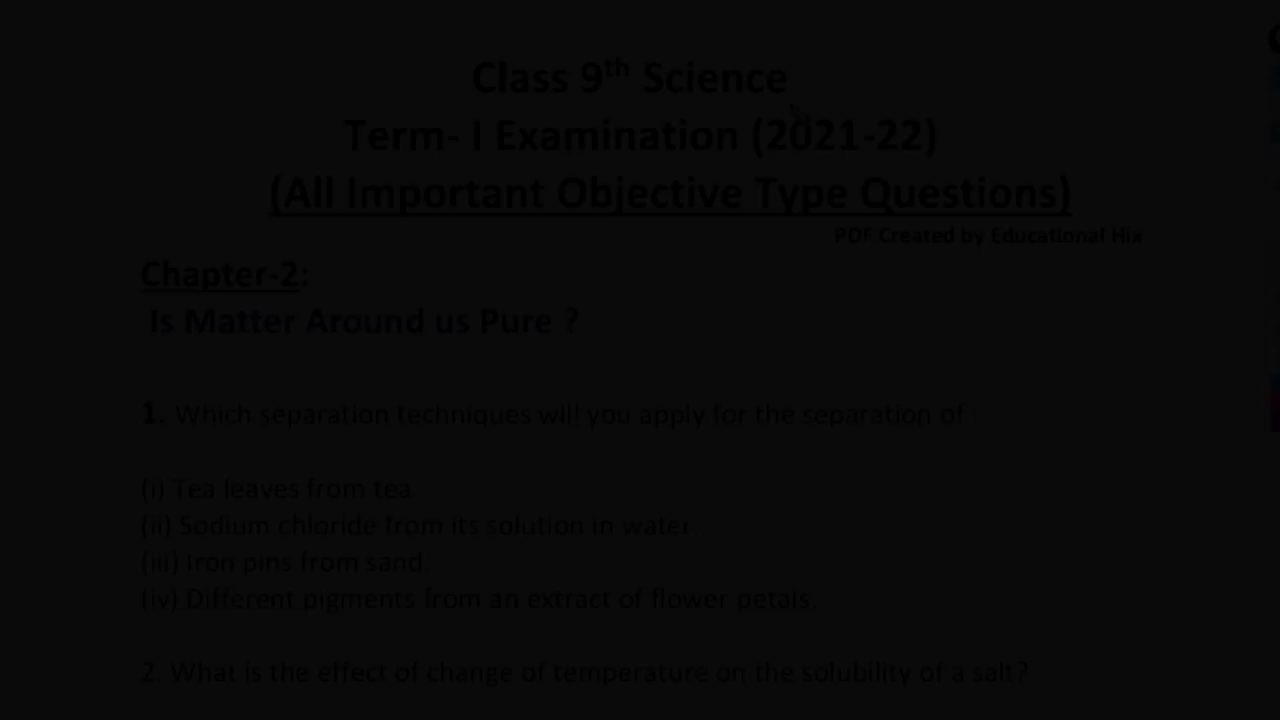 Class 9th Science
Term- I Examination (2021-22)
(All Important Objective Type Questions)
PDF Created by Educational Hix
Chapter-2:
Is Matter Around us Pure ?
1. Which separation techniques will you apply for the separation of
(i) Tea leaves from tea.
(ii) Sodium chloride from its solution in water.
(iii) Iron pins from sand.
(iv) Different pigments from an extract of flower petals.
2. What is the effect of change of temperature on the solubility of a salt?